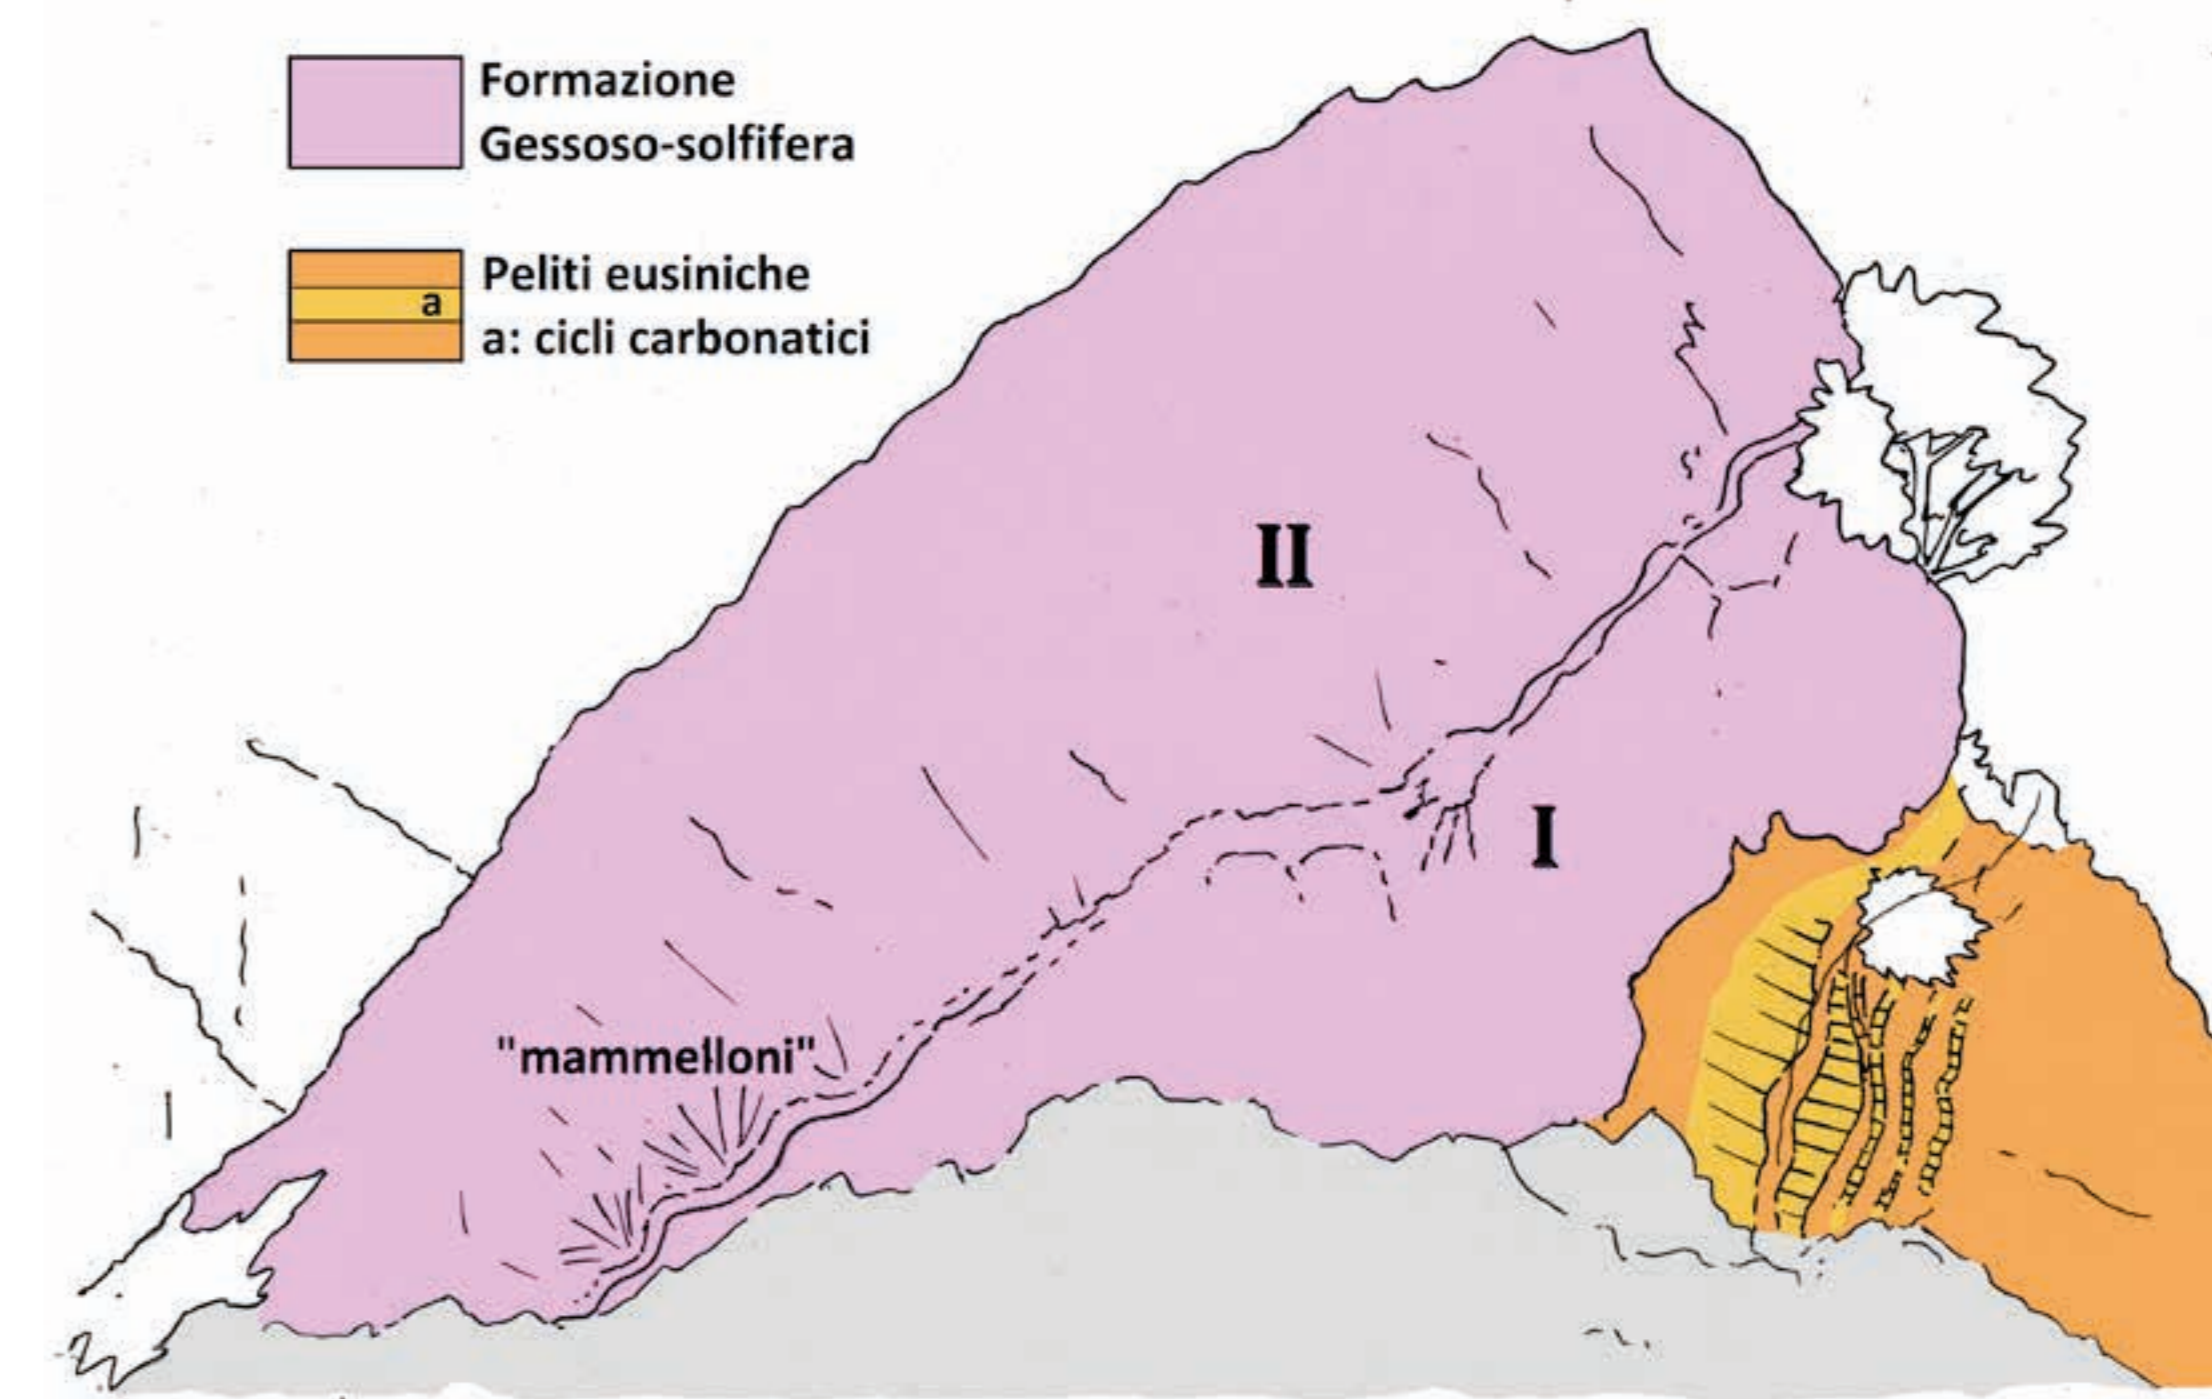 Formazione
Gessoso-solfifera
a
Peliti eusiniche
a: cicli carbonatici
II
I
"mammelloni"